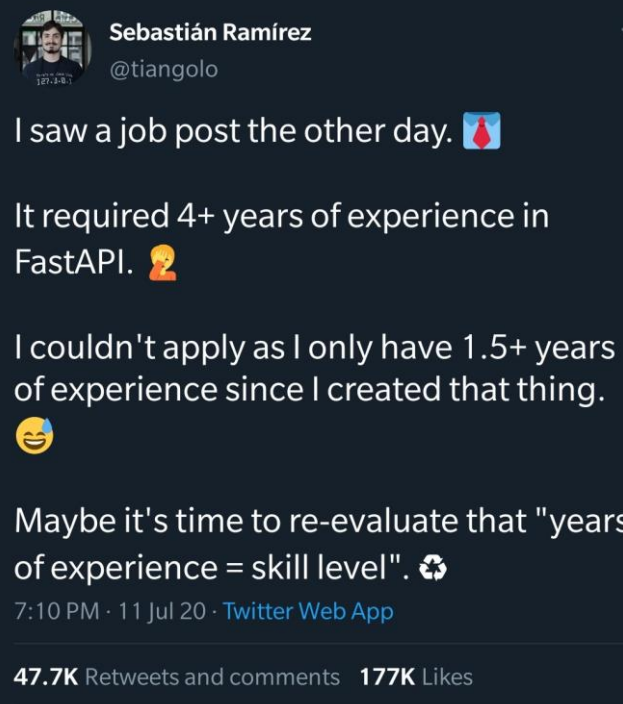 Sebastián Ramírez
@tiangolo
I saw a job post the other day. 👔
It required 4+ years of experience in
FastAPI. 🤦
I couldn't apply as I only have 1.5+ years
of experience since I created that thing.
😅
Maybe it's time to re-evaluate that "years
of experience = skill level". ♻
7:10 PM · 11 Jul 20 · Twitter Web App
47.7K Retweets and comments 177K Likes